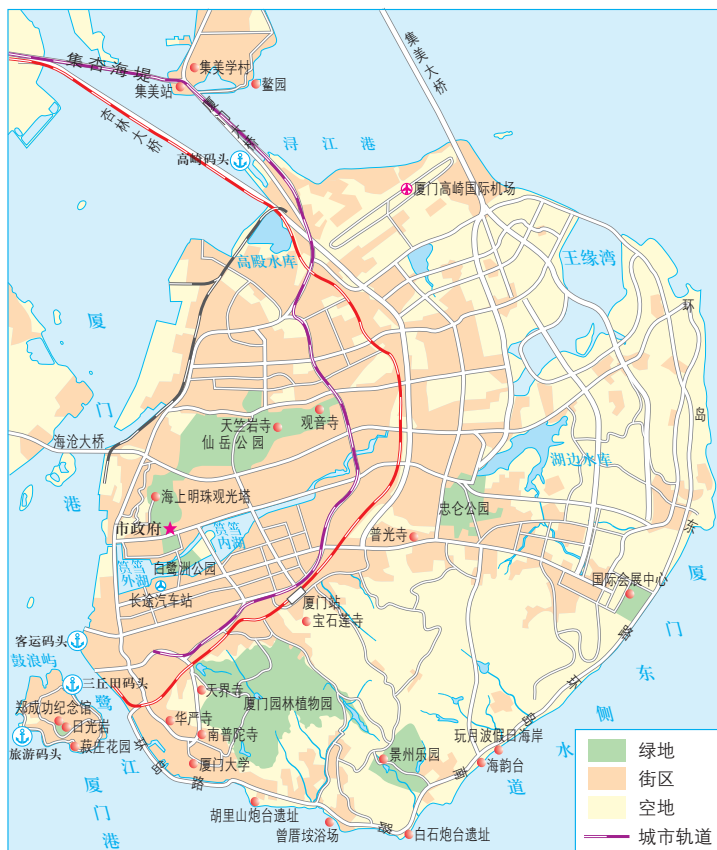 集杏海堤
集美学村
集美站
鳌园
厦门大桥
集美大桥
杏林大桥
浔江港
高崎码头
厦门高崎国际机场
高殿水库
王缘湾
厦门港
环岛东路
海沧大桥
天竺岩寺
观音寺
仙岳公园
湖边水库
海上明珠观光塔
忠仑公园
市政府
筼筜内湖
普光寺
筼筜外湖
白鹭洲公园
长途汽车站
国际会展中心
厦门站
宝石莲寺
客运码头
鼓浪屿
三丘田码头
天界寺
厦门园林植物园
郑成功纪念馆
日光岩
华严寺
南普陀寺
旅游码头
菽庄花园
鹭江
厦门大学
环岛路
景州乐园
玩月波假日海岸
海韵台
环岛南路
厦门东侧水道
厦门港
胡里山炮台遗址
曾厝垵浴场
白石炮台遗址
绿地
街区
空地
城市轨道